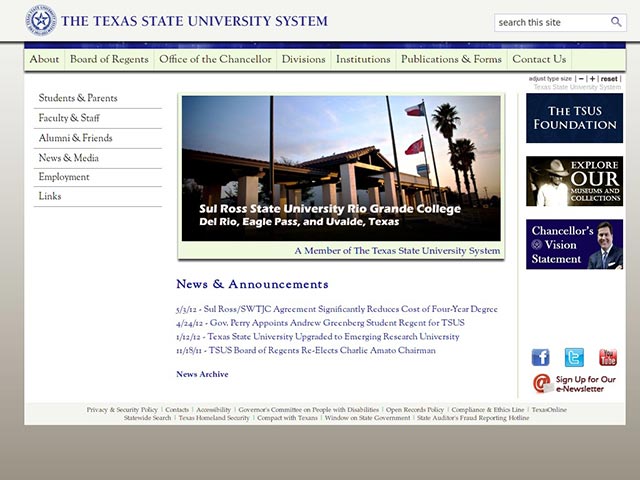 THE TEXAS STATE UNIVERSITY SYSTEM
search this site
About
Board of Regents
Office of the Chancellor
Divisions
Institutions
Publications & Forms
Contact Us
adjust type size | − | + | reset |
Texas State University System
Students & Parents
Faculty & Staff
Alumni & Friends
News & Media
Employment
Links
Sul Ross State University Rio Grande College
Del Rio, Eagle Pass, and Uvalde, Texas
A Member of The Texas State University System
THE TSUS
FOUNDATION
EXPLORE
OUR
MUSEUMS AND
COLLECTIONS
Chancellor's
Vision
Statement
News & Announcements
5/3/12 - Sul Ross/SWTJC Agreement Significantly Reduces Cost of Four-Year Degree
4/24/12 - Gov. Perry Appoints Andrew Greenberg Student Regent for TSUS
1/12/12 - Texas State University Upgraded to Emerging Research University
11/18/11 - TSUS Board of Regents Re-Elects Charlie Amato Chairman
News Archive
f
t
You
Tube
@ Sign Up for Our
e-Newsletter
Privacy & Security Policy | Contacts | Accessibility | Governor's Committee on People with Disabilities | Open Records Policy | Compliance & Ethics Line | TexasOnline
Statewide Search | Texas Homeland Security | Compact with Texans | Window on State Government | State Auditor's Fraud Reporting Hotline